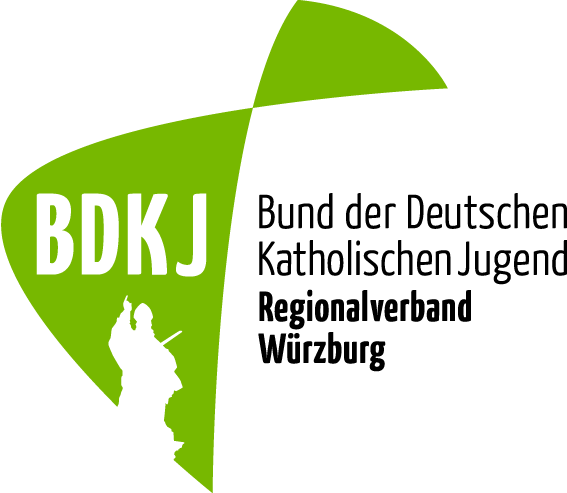 BDKJ
Bund der Deutschen
Katholischen Jugend
Regionalverband
Würzburg